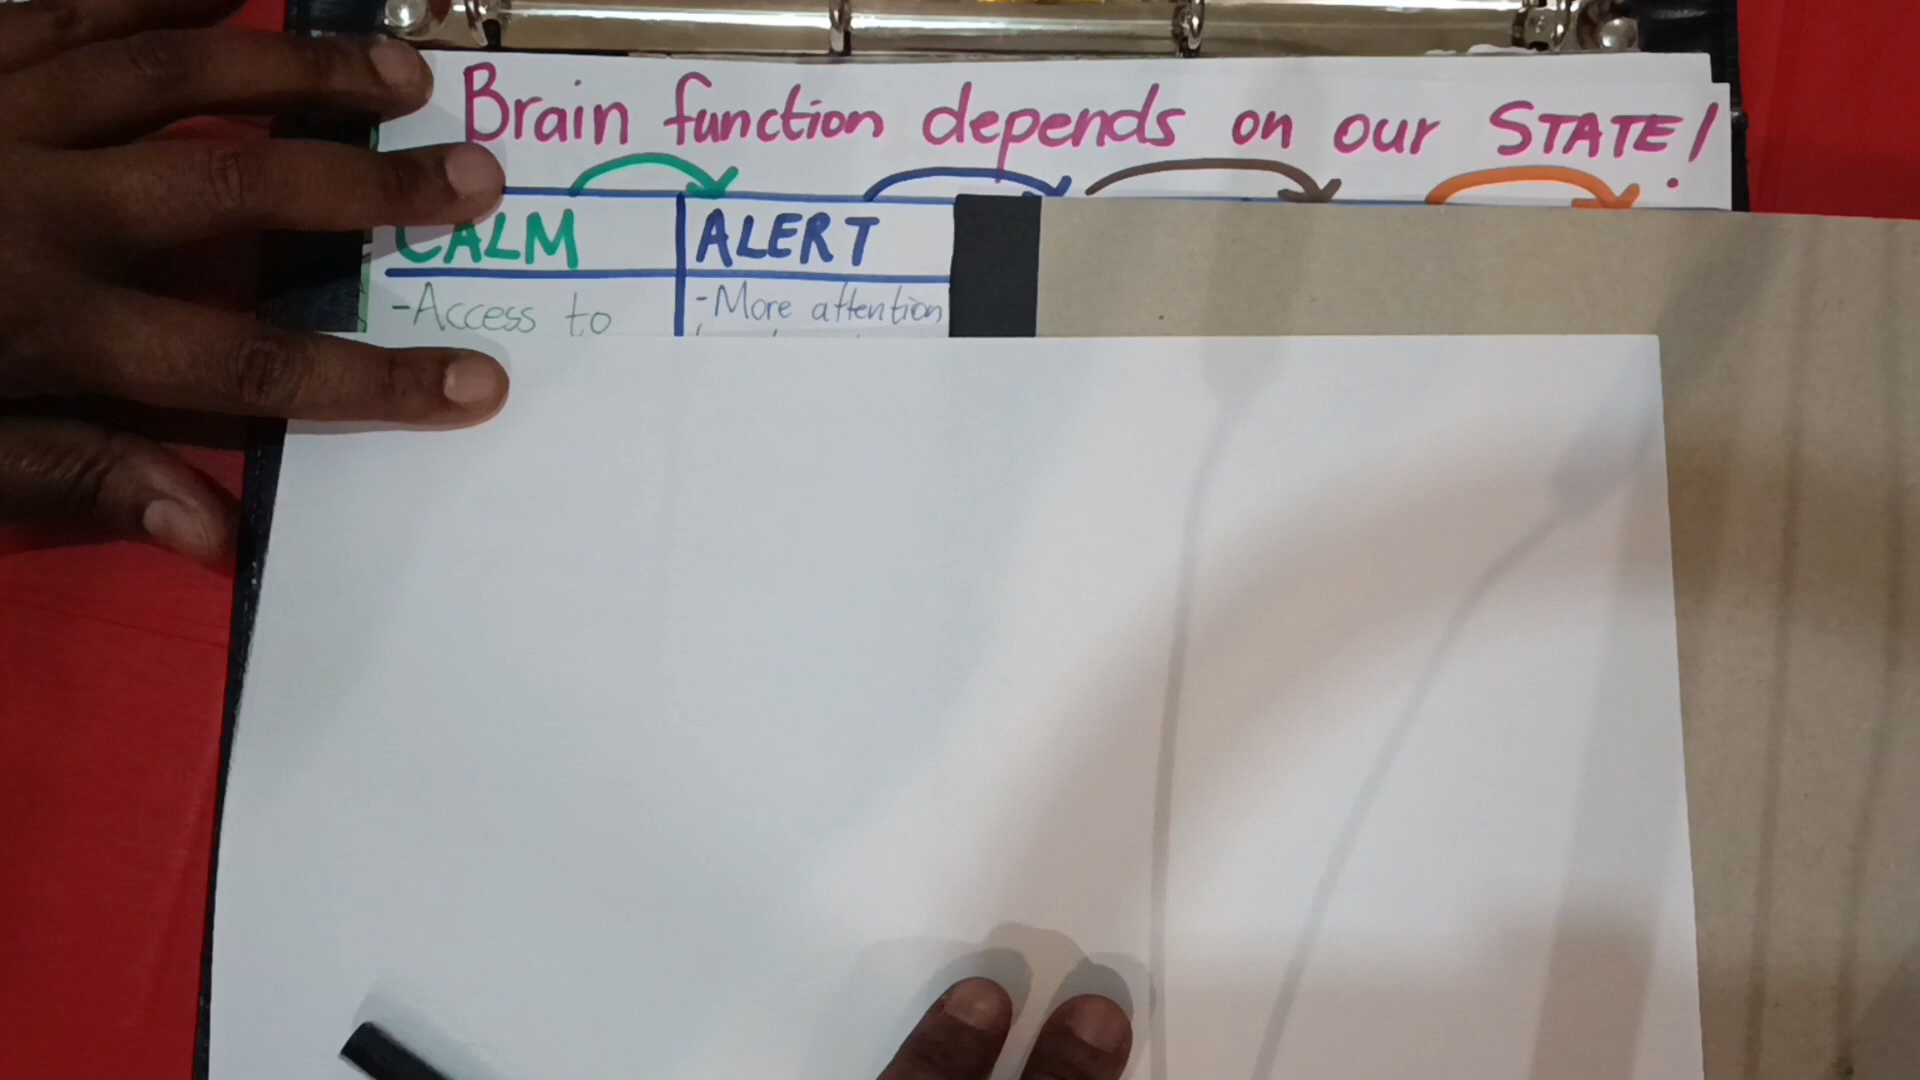 Brain function depends on our STATE!
CALM
ALERT
-Access to
-More attention